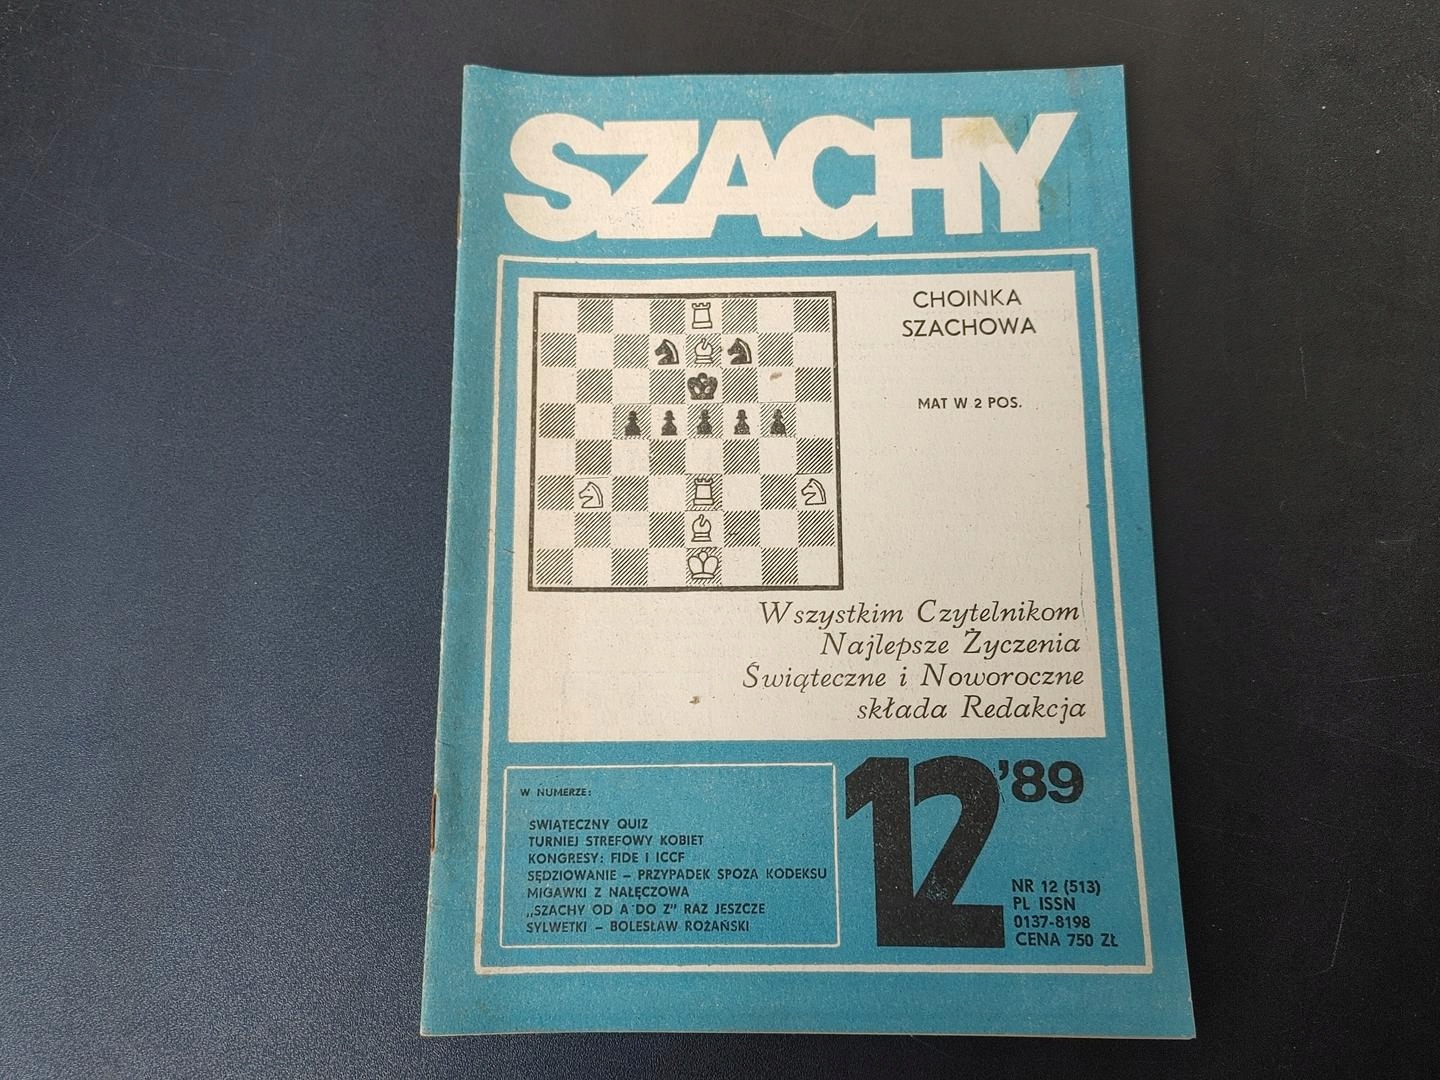 SZACHY
CHOINKA
SZACHOWA
MAT W 2 POS.
Wszystkim Czytelnikom
Najlepsze Życzenia
Świąteczne i Noworoczne
składa Redakcja
12'89
W NUMERZE:
ŚWIĄTECZNY QUIZ
TURNIEJ STREFOWY KOBIET
KONGRESY: FIDE I ICCF
SĘDZIOWANIE – PRZYPADEK SPOZA KODEKSU
MIGAWKI Z NAŁĘCZOWA
„SZACHY OD A DO Z" RAZ JESZCZE
SYLWETKI – BOLESŁAW ROŻAŃSKI
NR 12 (513)
PL ISSN
0137-8198
CENA 750 ZŁ